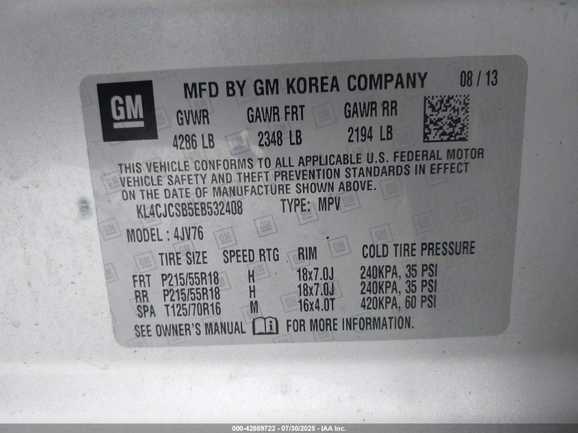 GM
MFD BY GM KOREA COMPANY 08 / 13
GVWR GAWR FRT GAWR RR
4286 LB 2348 LB 2194 LB
THIS VEHICLE CONFORMS TO ALL APPLICABLE U.S. FEDERAL MOTOR
VEHICLE SAFETY AND THEFT PREVENTION STANDARDS IN EFFECT
ON THE DATE OF MANUFACTURE SHOWN ABOVE.
KL4CJCSB5EB532408 TYPE: MPV
MODEL: 4JV76
TIRE SIZE SPEED RTG RIM COLD TIRE PRESSURE
FRT P215/55R18 H 18x7.0J 240KPA, 35 PSI
RR P215/55R18 H 18x7.0J 240KPA, 35 PSI
SPA T125/70R16 M 16x4.0T 420KPA, 60 PSI
SEE OWNER'S MANUAL FOR MORE INFORMATION.
000-42889722 - 07/30/2025 - IAA Inc.